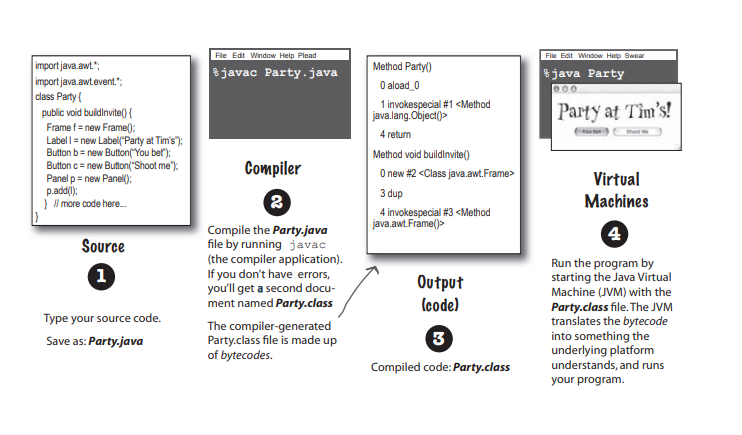 import java.awt.*;
import java.awt.event.*;
class Party {
public void buildInvite() {
Frame f = new Frame();
Label l = new Label("Party at Tim's");
Button b = new Button("You bet");
Button c = new Button("Shoot me");
Panel p = new Panel();
p.add(l);
} // more code here...
}
Source
1
Type your source code.
Save as: Party.java
File Edit Window Help Plead
%javac Party.java
Compiler
2
Compile the Party.java
file by running javac
(the compiler application).
If you don't have errors,
you'll get a second docu-
ment named Party.class
The compiler-generated
Party.class file is made up
of bytecodes.
Method Party()
0 aload_0
1 invokespecial #1 <Method
java.lang.Object()>
4 return
Method void buildInvite()
0 new #2 <Class java.awt.Frame>
3 dup
4 invokespecial #3 <Method
java.awt.Frame()>
Output
(code)
3
Compiled code: Party.class
File Edit Window Help Swear
%java Party
Party at Tim's!
You bet
Shoot Me
Virtual
Machines
4
Run the program by
starting the Java Virtual
Machine (JVM) with the
Party.class file. The JVM
translates the bytecode
into something the
underlying platform
understands, and runs
your program.